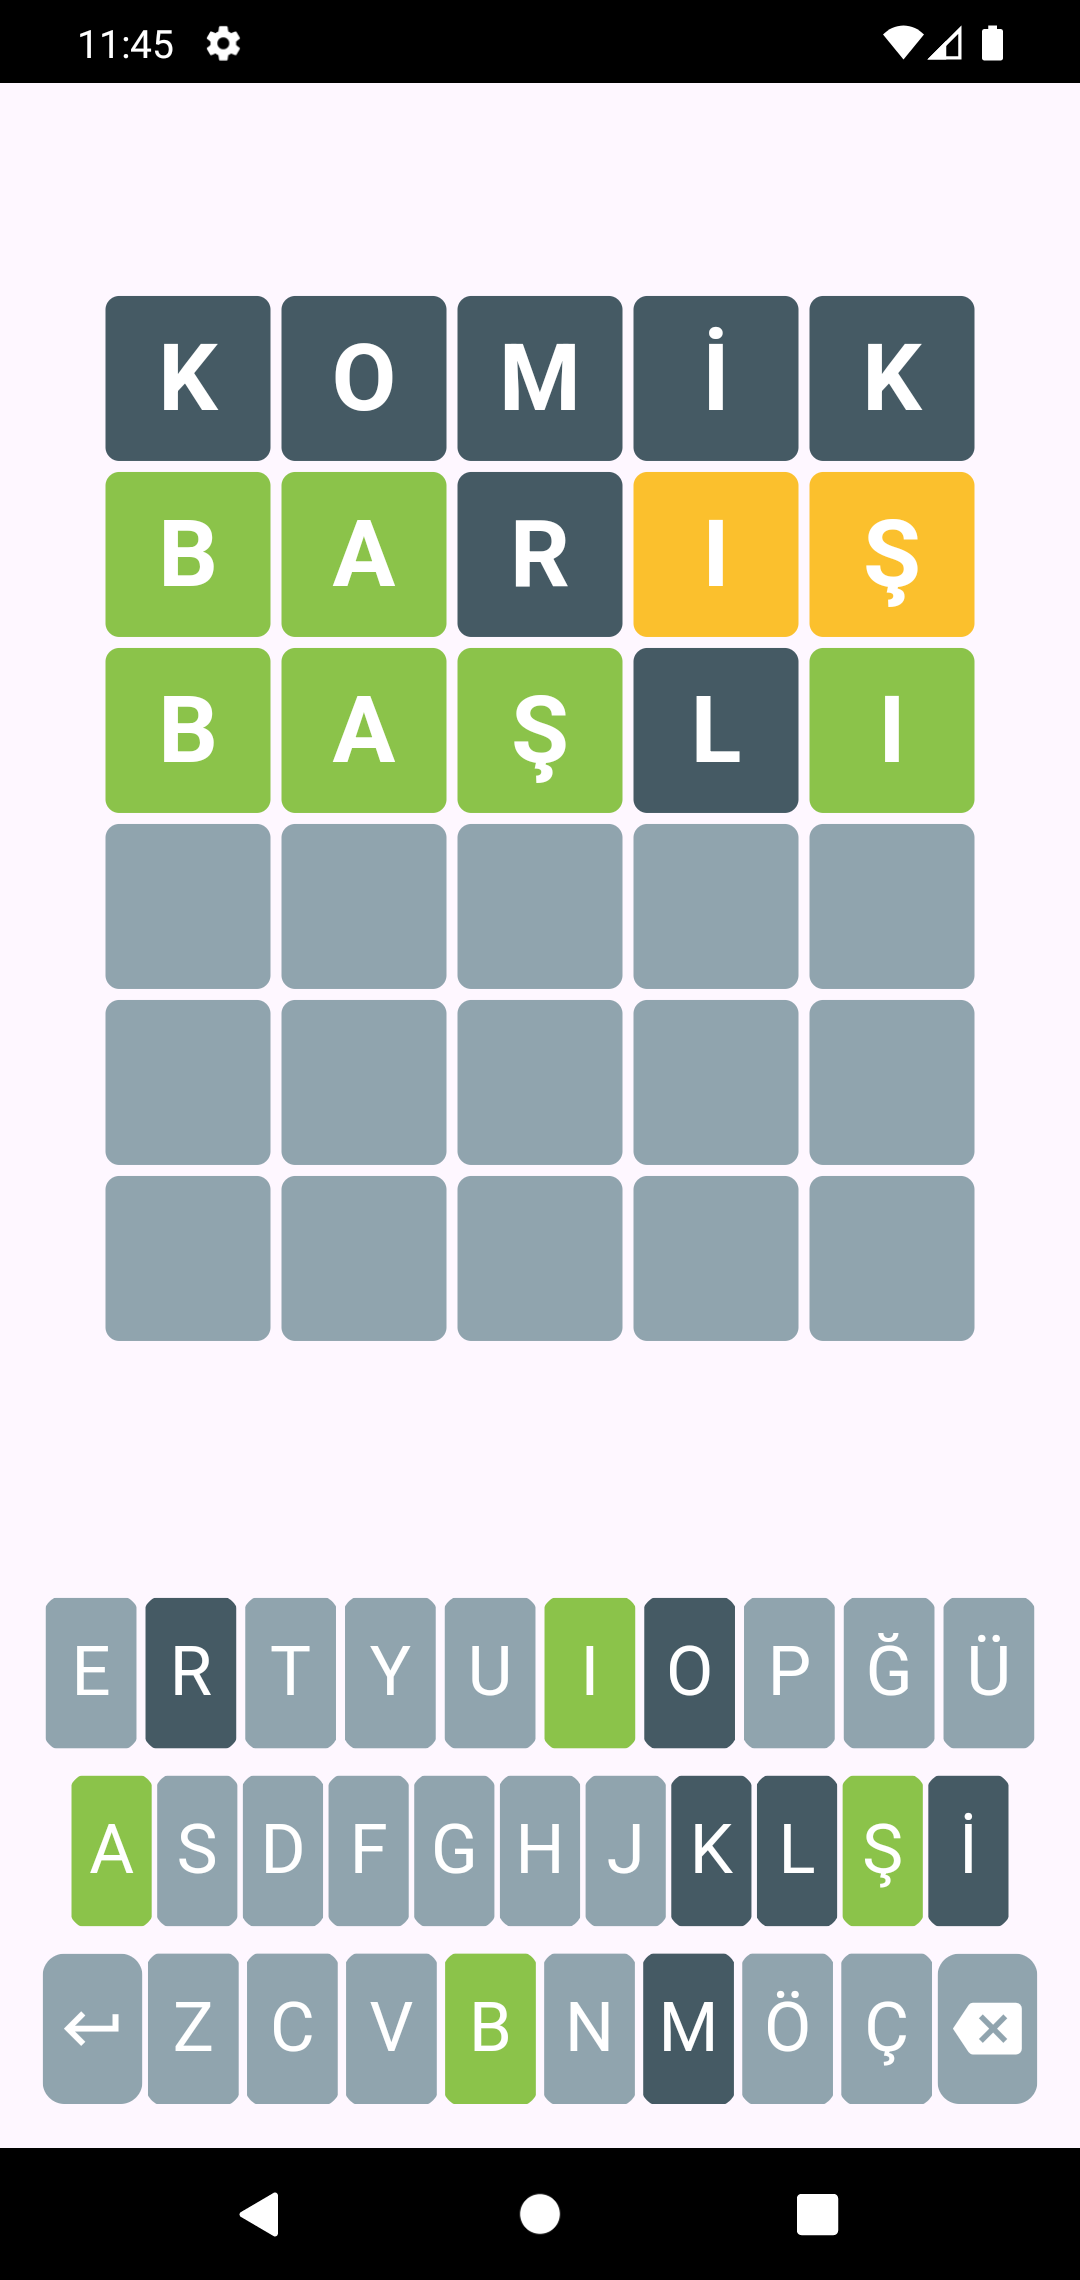 11:45
K O M İ K
B A R I Ş
B A Ş L I
E R T Y U I O P Ğ Ü
A S D F G H J K L Ş İ
Z C V B N M Ö Ç